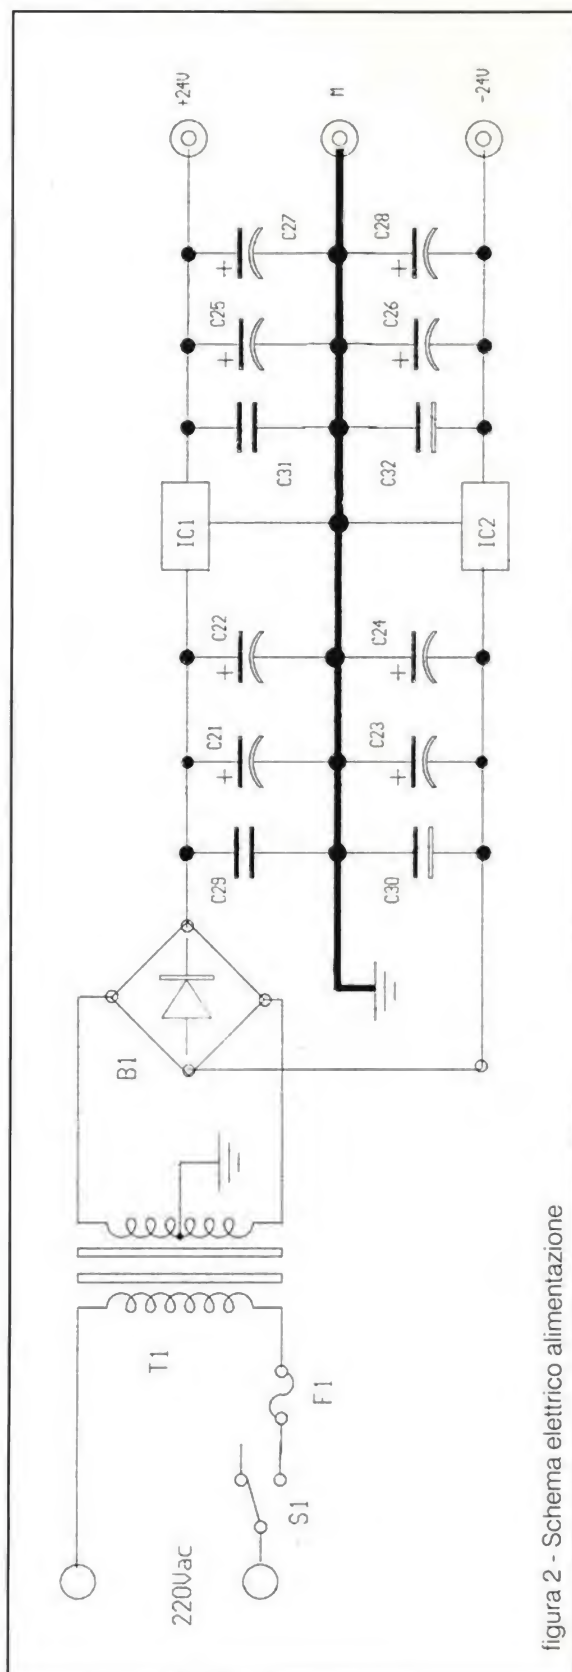 +24V
M
-24V
C27
C28
C25
C26
C31
C32
IC1
IC2
C22
C24
C21
C23
C29
C30
B1
T1
F1
S1
220Vac
figura 2 - Schema elettrico alimentazione